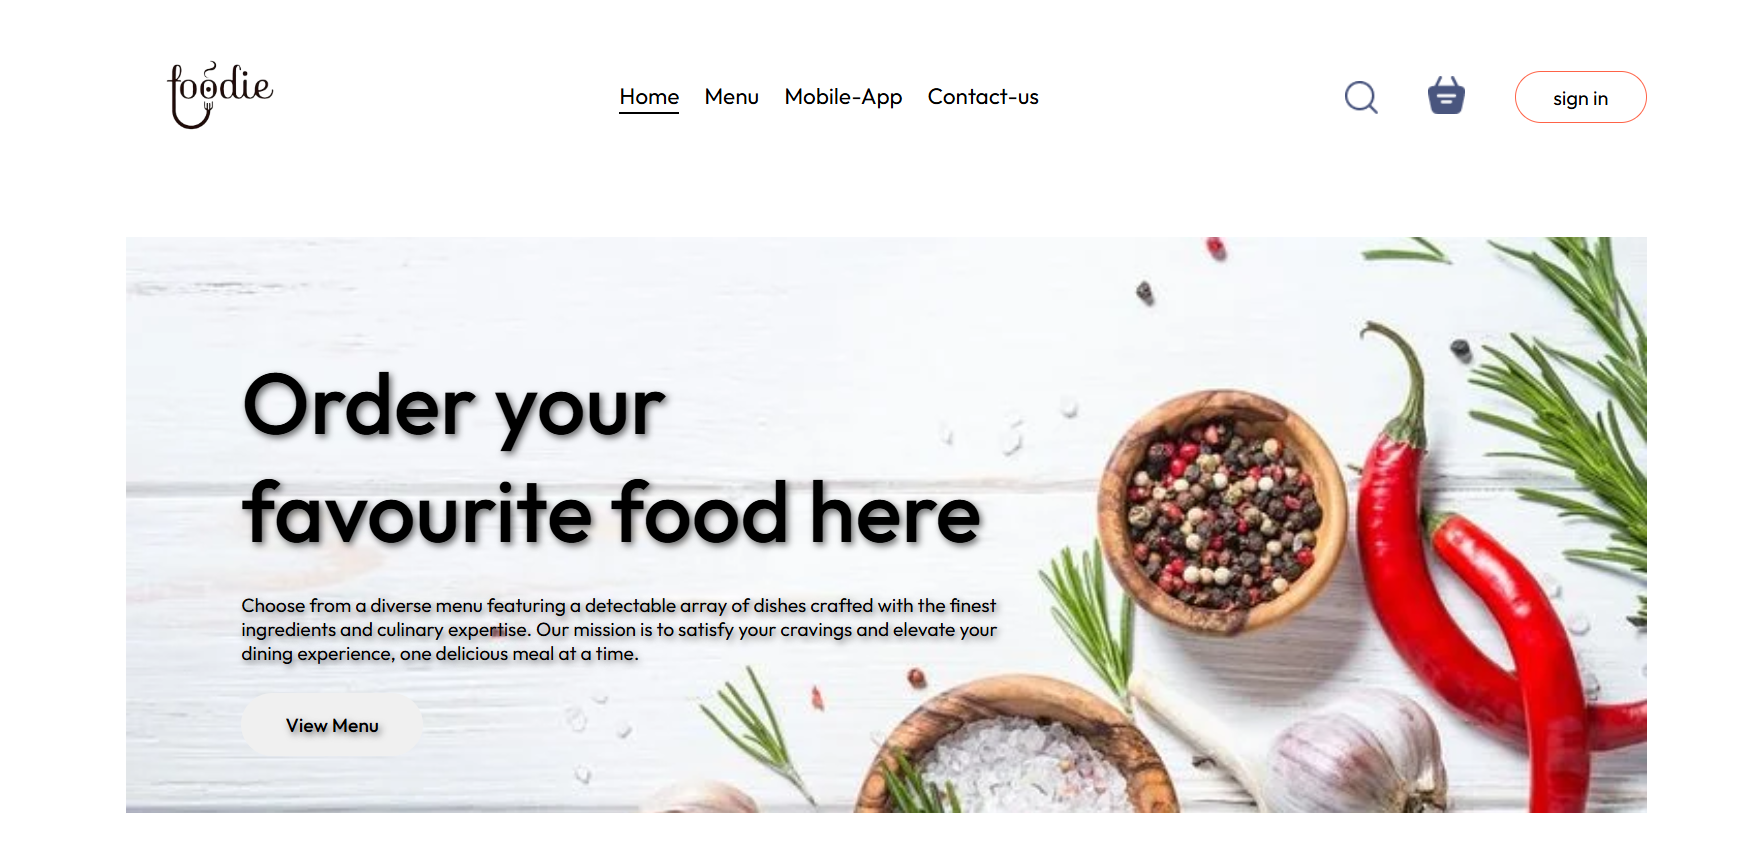 foodie
Home Menu Mobile-App Contact-us
sign in
Order your
favourite food here
Choose from a diverse menu featuring a detectable array of dishes crafted with the finest
ingredients and culinary expertise. Our mission is to satisfy your cravings and elevate your
dining experience, one delicious meal at a time.
View Menu